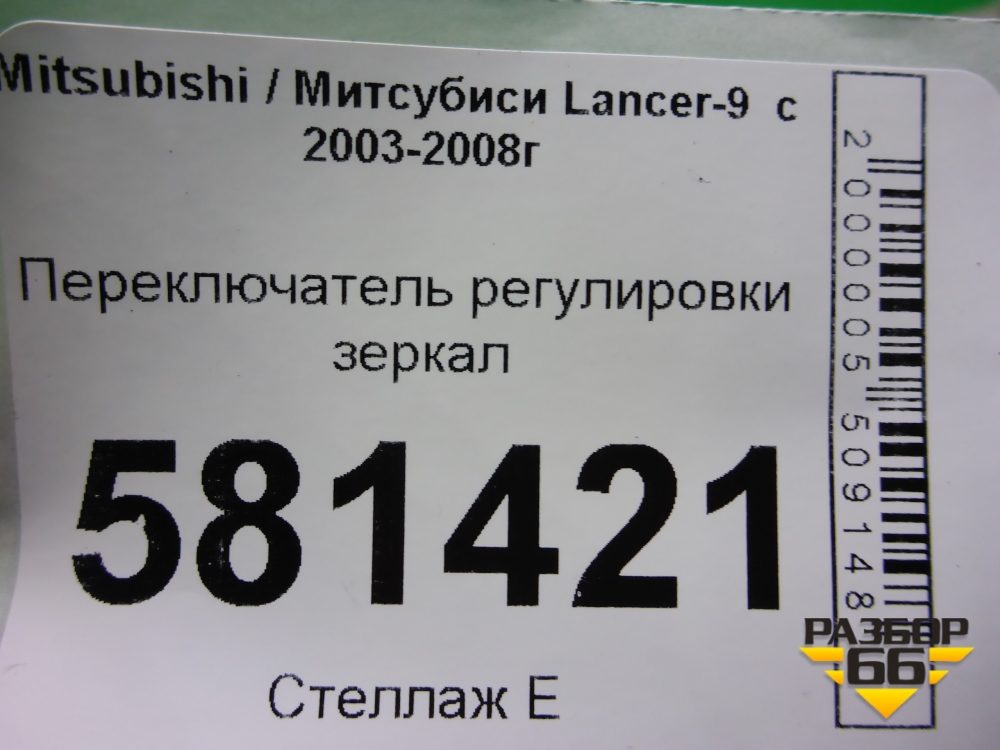 Mitsubishi / Митсубиси Lancer-9 с
2003-2008г
Переключатель регулировки
зеркал
581421
Стеллаж Е
2000005509148
РАЗБОР
66